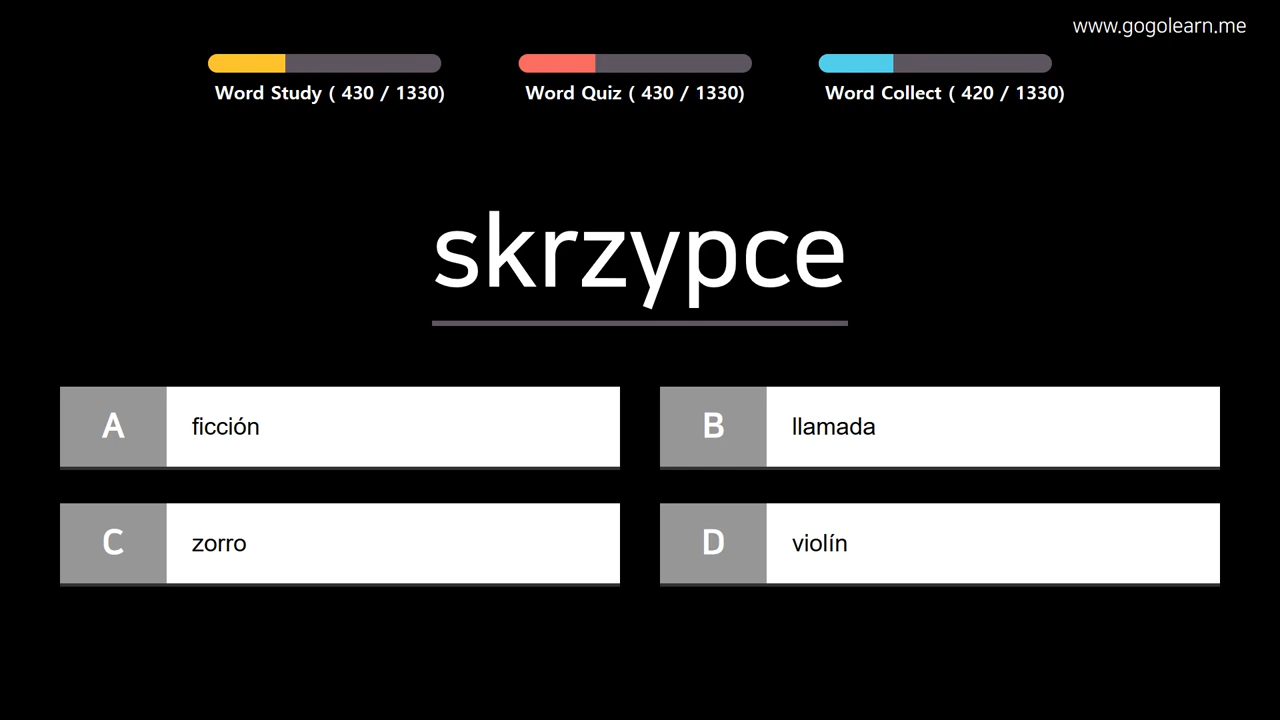 www.gogolearn.me
Word Study ( 430 / 1330)
Word Quiz ( 430 / 1330)
Word Collect ( 420 / 1330)
skrzypce
A ficción
B llamada
C zorro
D violín